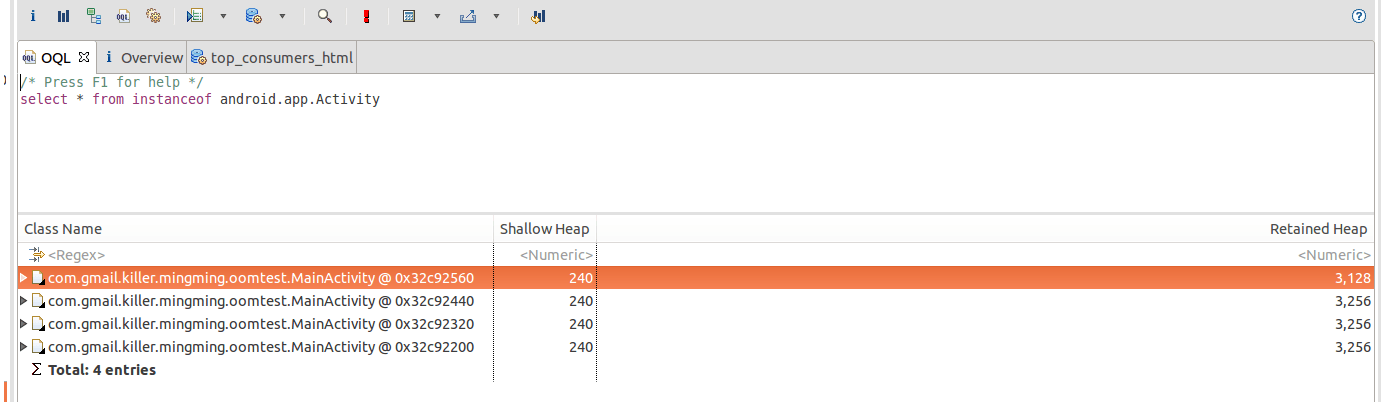 OQL Overview top_consumers_html
/* Press F1 for help */
select * from instanceof android.app.Activity
Class Name Shallow Heap Retained Heap
<Regex> <Numeric> <Numeric>
com.gmail.killer.mingming.oomtest.MainActivity @ 0x32c92560 240 3,128
com.gmail.killer.mingming.oomtest.MainActivity @ 0x32c92440 240 3,256
com.gmail.killer.mingming.oomtest.MainActivity @ 0x32c92320 240 3,256
com.gmail.killer.mingming.oomtest.MainActivity @ 0x32c92200 240 3,256
Σ Total: 4 entries